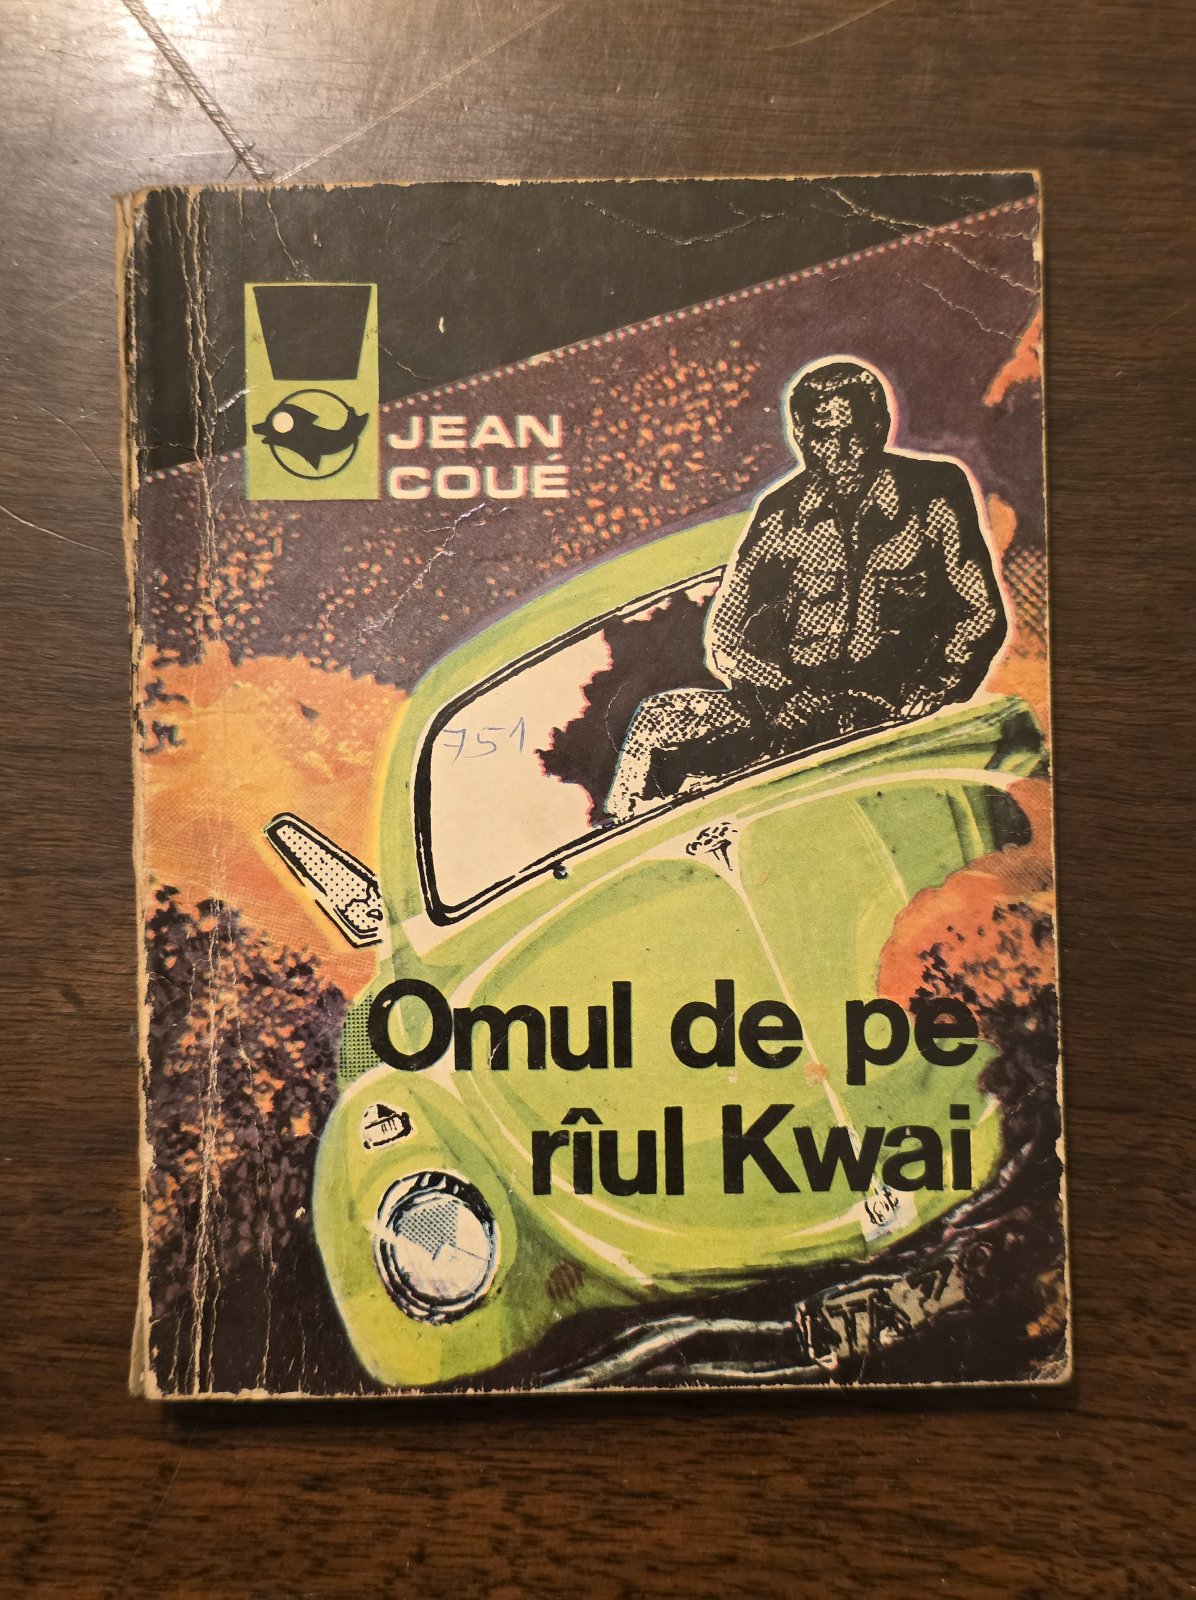 JEAN
COUÉ
751
Omul de pe
rîul Kwai